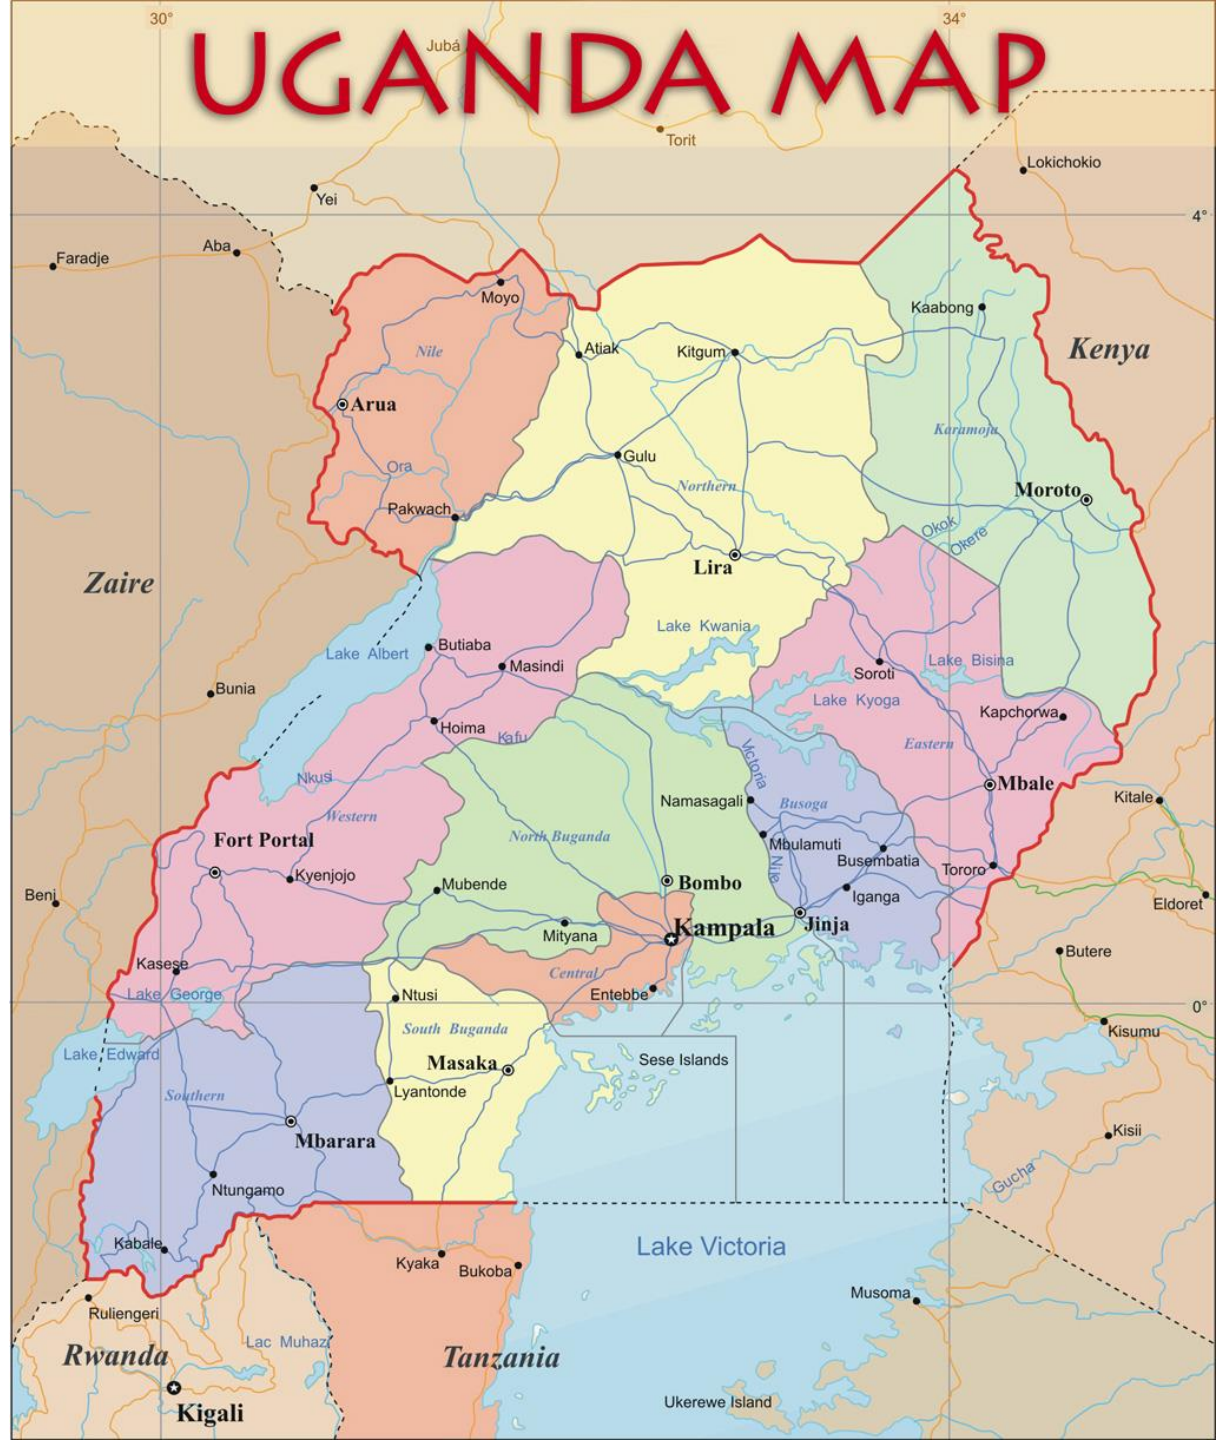 30°
34°
UGANDA MAP
Jubá
Torit
Lokichokio
Yei
4°
Aba
Faradje
Moyo
Kaabong
Atiak
Kitgum
Kenya
Nile
Arua
Karamoja
Gulu
Ora
Northern
Moroto
Pakwach
Okok
Okere
Lira
Zaire
Lake Kwania
Butiaba
Lake Albert
Masindi
Lake Bisina
Soroti
Bunia
Lake Kyoga
Kapchorwa
Hoima
Kafu
Eastern
Victoria
Nkusi
Mbale
Kitale
Namasagali
Busoga
Western
North Buganda
Fort Portal
Mbulamuti
Busembatia
Nile
Tororo
Kyenjojo
Mubende
Bombo
Beni
Iganga
Eldoret
Kampala
Jinja
Mityana
Butere
Kasese
Central
Lake George
Ntusi
Entebbe
0°
South Buganda
Kisumu
Lake Edward
Masaka
Sese Islands
Southern
Lyantonde
Kisii
Mbarara
Gucha
Ntungamo
Kabale
Lake Victoria
Kyaka
Bukoba
Musoma
Ruliengeri
Lac Muhazi
Rwanda
Tanzania
Kigali
Ukerewe Island